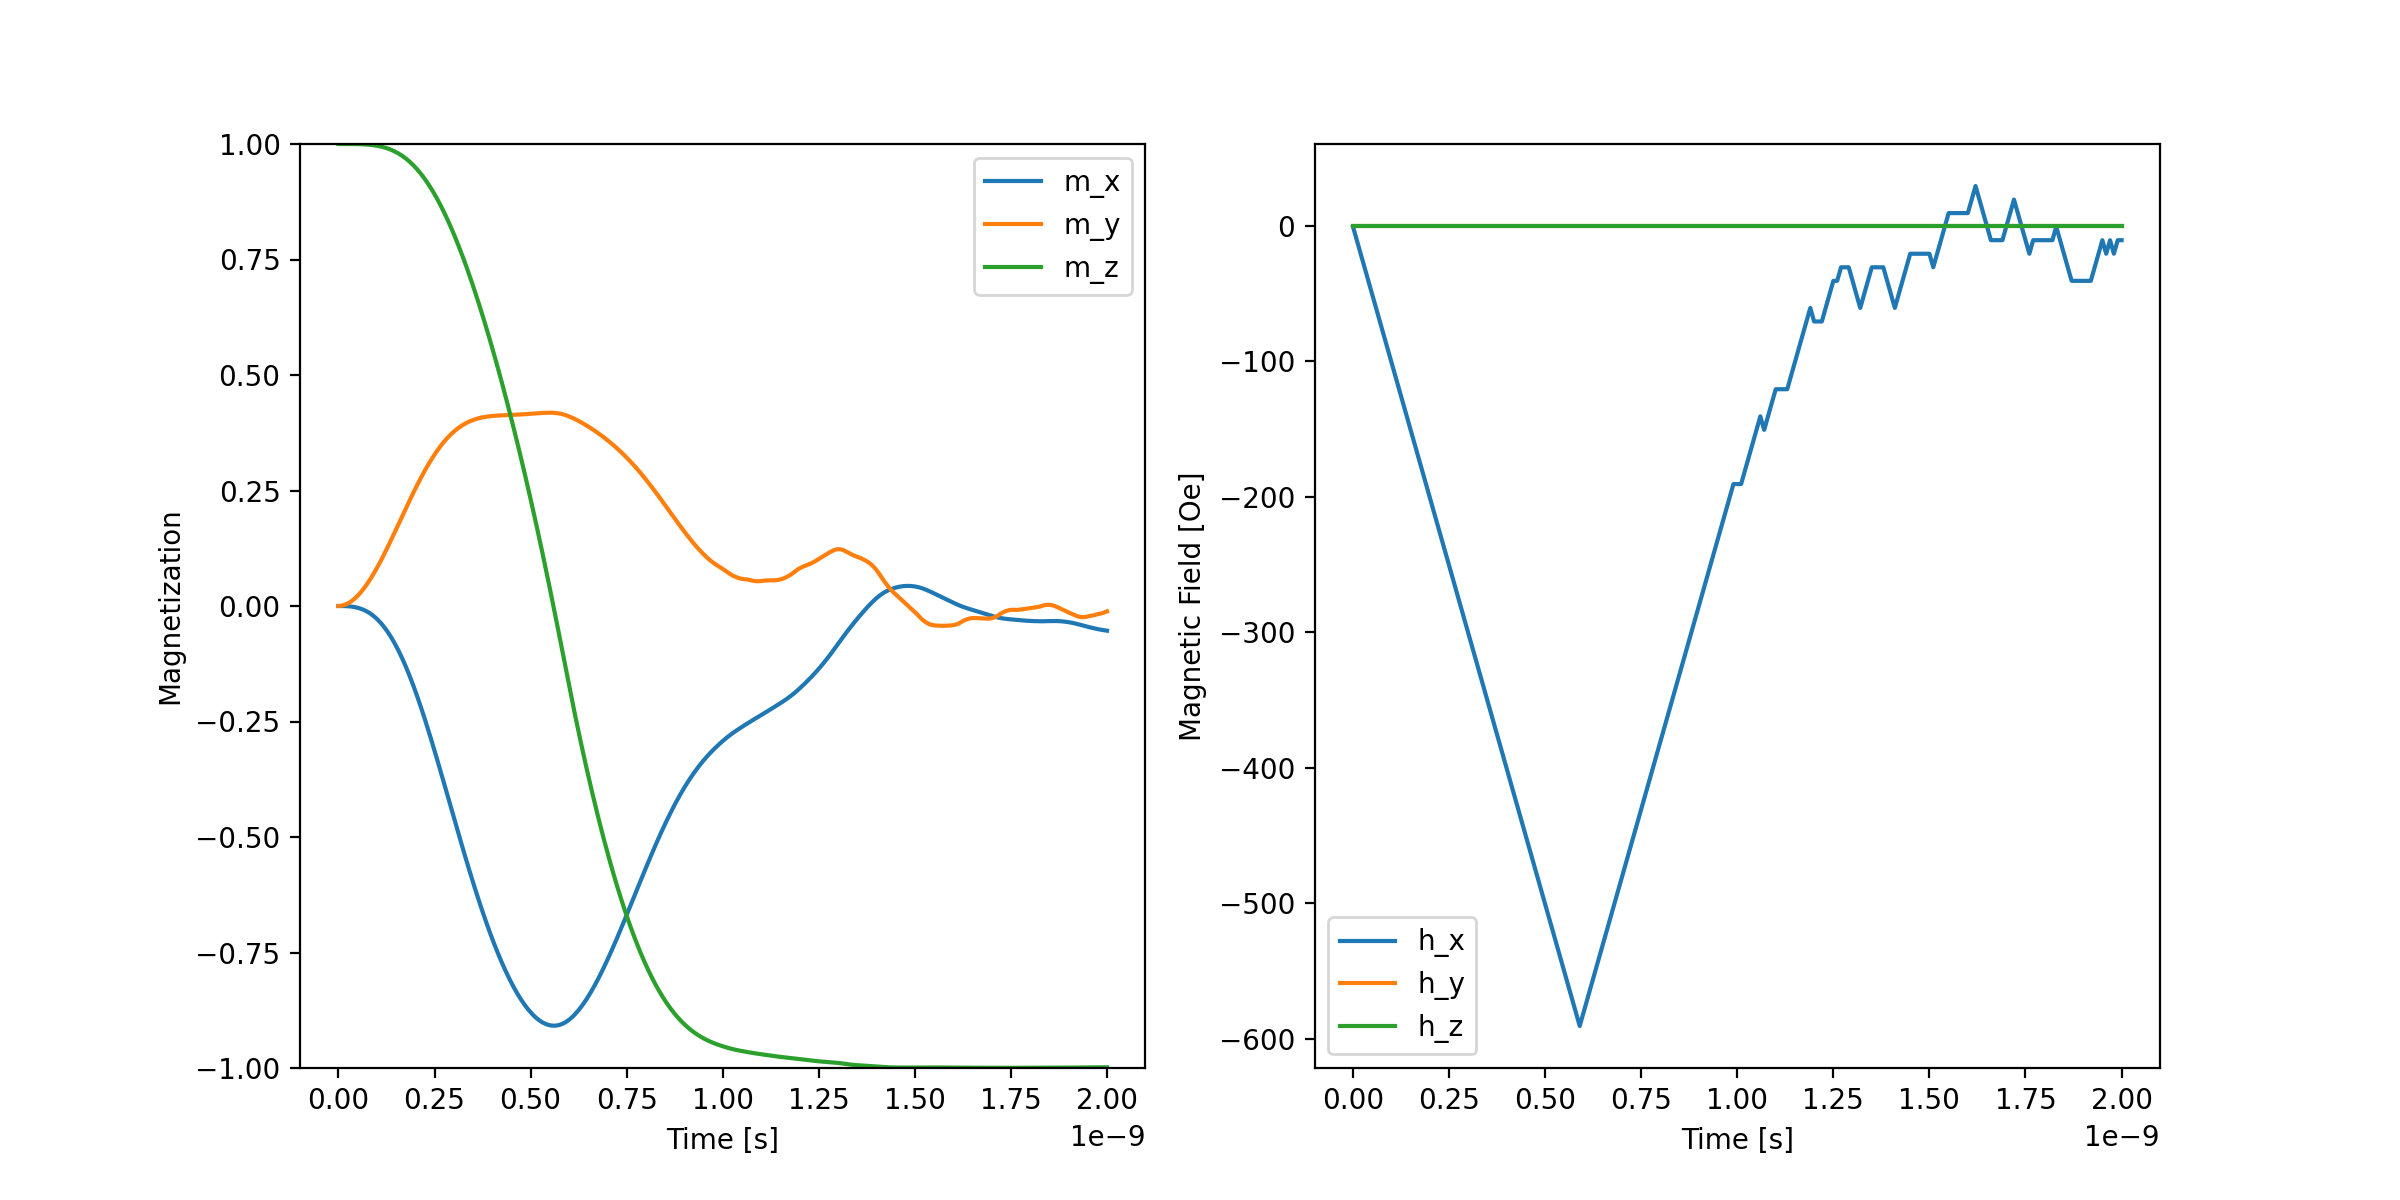 1.00
0.75
0.50
0.25
0.00
−0.25
−0.50
−0.75
−1.00
Magnetization
m_x
m_y
m_z
0.00 0.25 0.50 0.75 1.00 1.25 1.50 1.75 2.00
Time [s]
1e−9
0
−100
−200
−300
−400
−500
−600
Magnetic Field [Oe]
h_x
h_y
h_z
0.00 0.25 0.50 0.75 1.00 1.25 1.50 1.75 2.00
Time [s]
1e−9